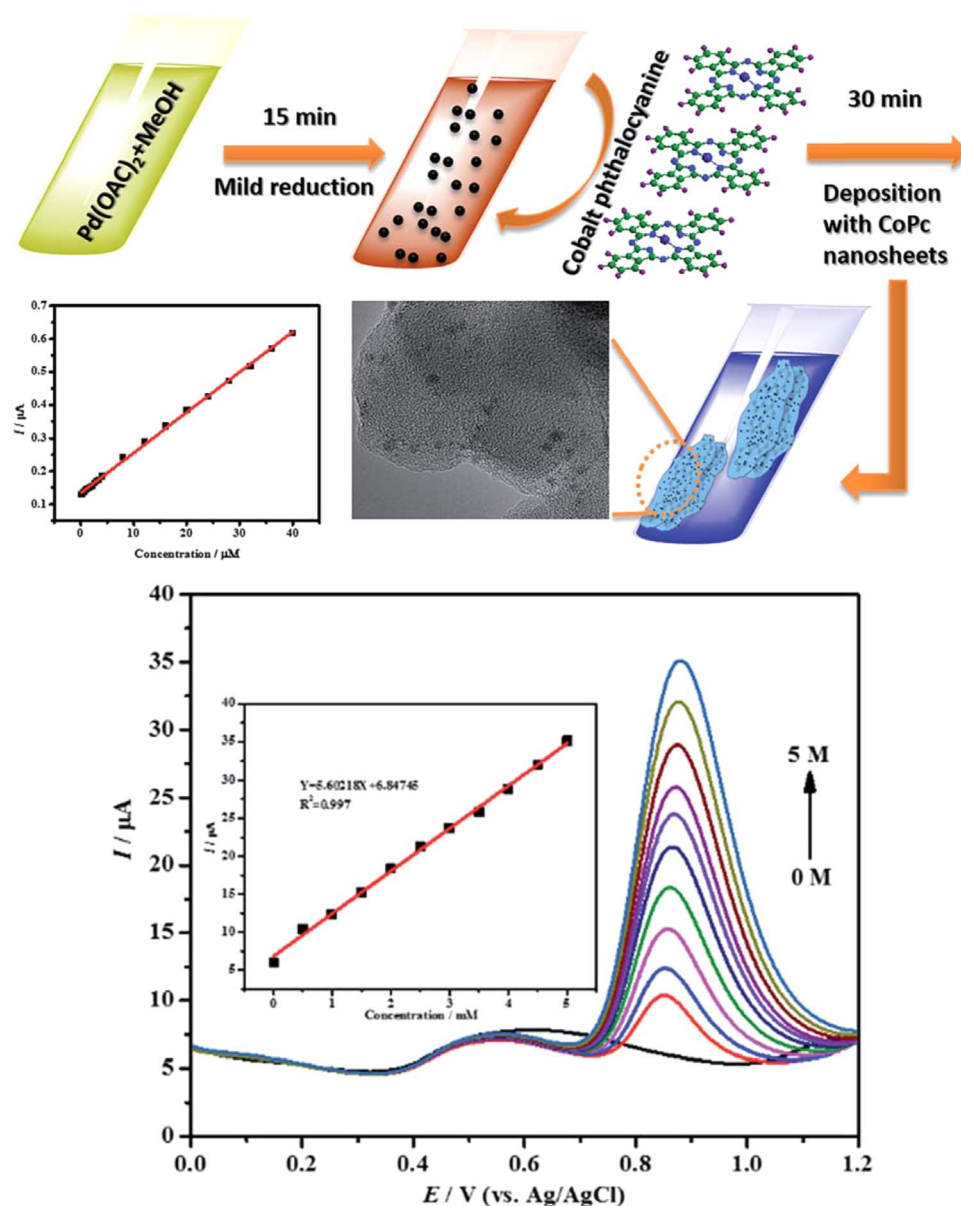 Pd(OAC)₂+MeOH
15 min
Mild reduction
Cobalt phthalocyanine
30 min
Deposition
with CoPc
nanosheets
0.7
0.6
0.5
0.4
0.3
0.2
0.1
I / μA
0
10
20
30
40
Concentration / μM
40
35
30
25
20
15
10
5
0
I / μA
40
35
30
25
20
15
10
5
I / μA
Y=5.60218X+6.84745
R²=0.997
0
1
2
3
4
5
Concentration / mM
5 M
0 M
0.0
0.2
0.4
0.6
0.8
1.0
1.2
E / V (vs. Ag/AgCl)